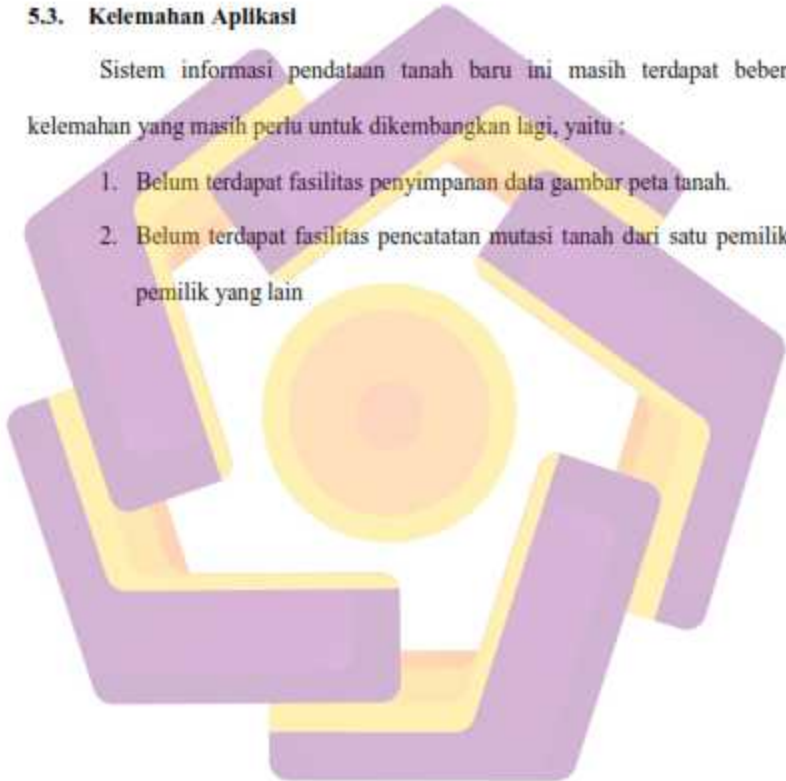 5.3. Kelemahan Aplikasi
Sistem informasi pendataan tanah baru ini masih terdapat beber
kelemahan yang masih perlu untuk dikembangkan lagi, yaitu :
1. Belum terdapat fasilitas penyimpanan data gambar peta tanah.
2. Belum terdapat fasilitas pencatatan mutasi tanah dari satu pemilik
pemilik yang lain